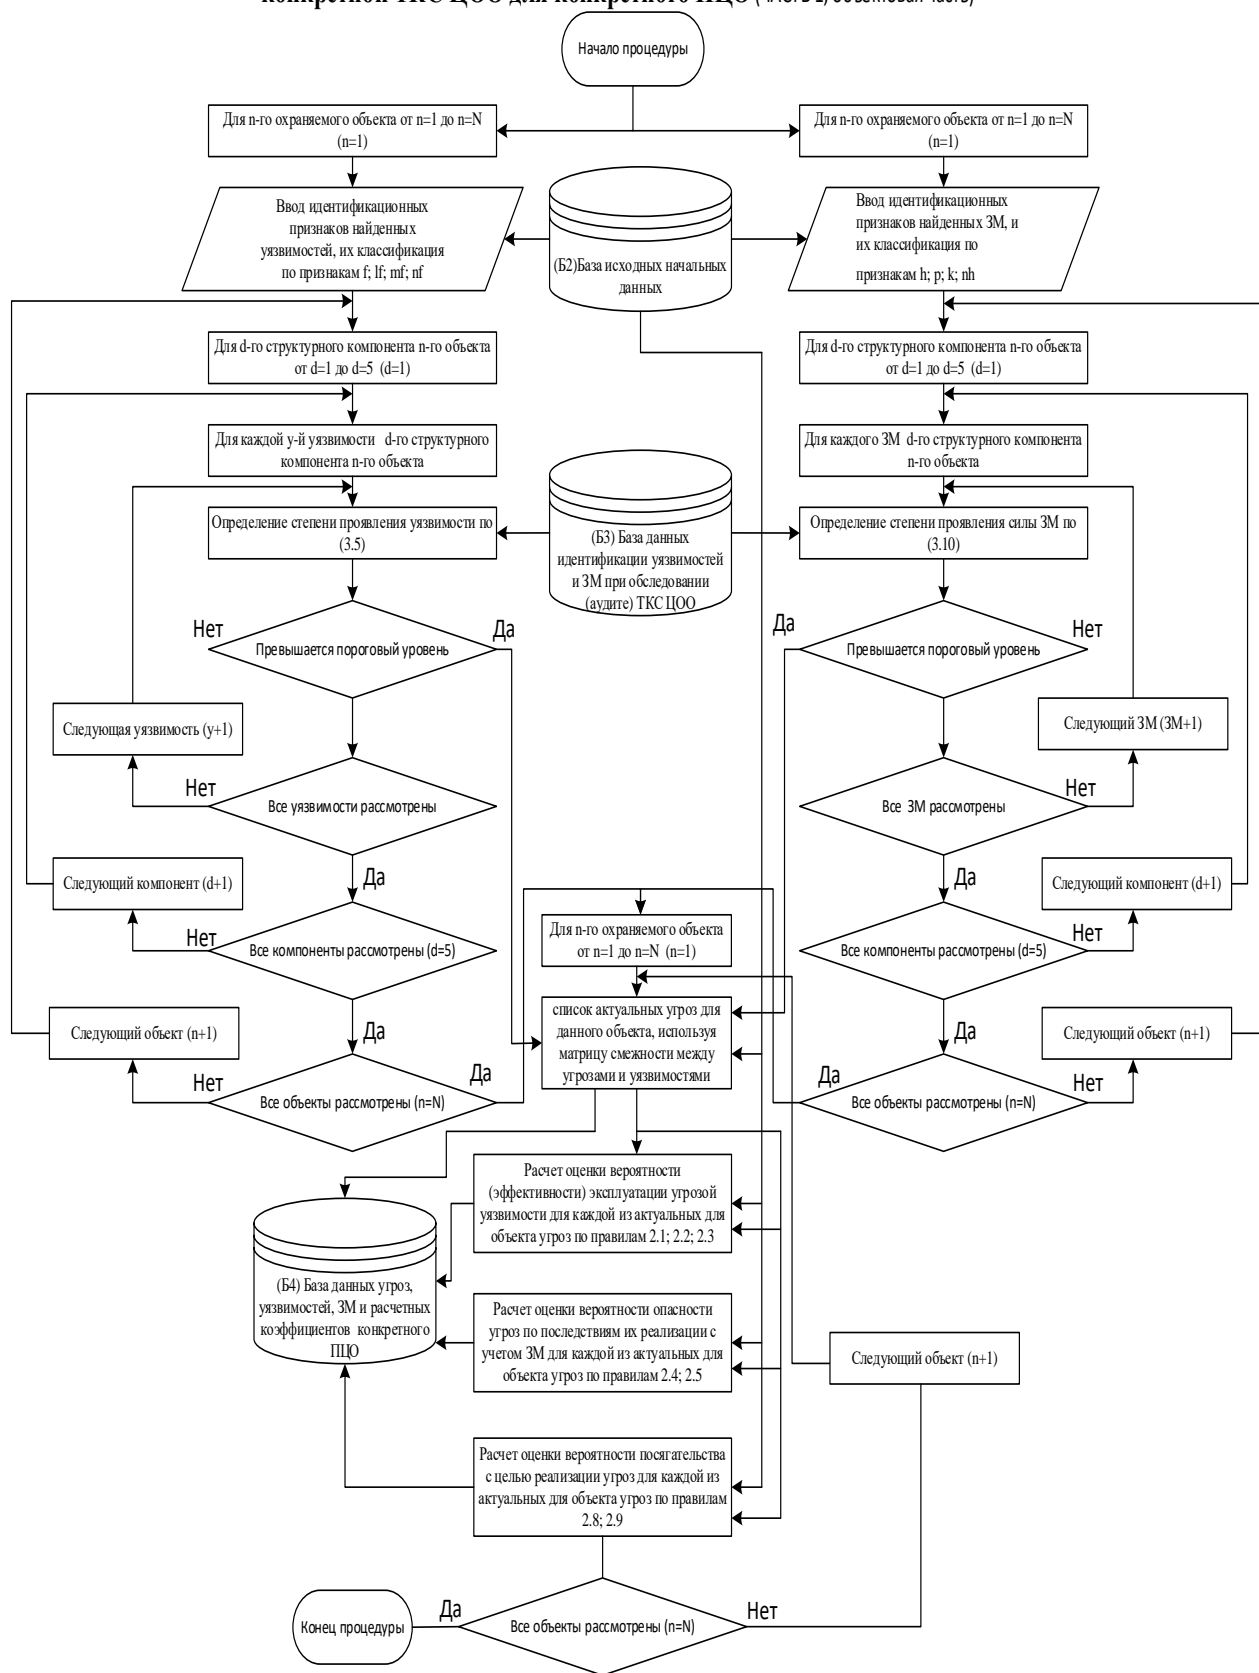 конкретной ТКС ЦОО для конкретного ПЦО (часть 2, объектовая часть)
Начало процедуры
Для n-го охраняемого объекта от n=1 до n=N
(n=1)
Для n-го охраняемого объекта от n=1 до n=N
(n=1)
Ввод идентификационных
признаков найденных
уязвимостей, их классификация
по признакам f; lf; mf; nf
(Б2)База исходных начальных
данных
Ввод идентификационных
признаков найденных ЗМ, и
их классификация по
признакам h; p; k; nh
Для d-го структурного компонента n-го объекта
от d=1 до d=5 (d=1)
Для d-го структурного компонента n-го объекта
от d=1 до d=5 (d=1)
Для каждой y-й уязвимости d-го структурного
компонента n-го объекта
Для каждого ЗМ d-го структурного компонента
n-го объекта
Определение степени проявления уязвимости по
(3.5)
(Б3) База данных
идентификации уязвимостей
и ЗМ при обследовании
(аудите) ТКС ЦОО
Определение степени проявления силы ЗМ по
(3.10)
Нет
Превышается пороговый уровень
Да
Да
Превышается пороговый уровень
Нет
Следующая уязвимость (y+1)
Следующий ЗМ (ЗМ+1)
Нет
Все уязвимости рассмотрены
Все ЗМ рассмотрены
Нет
Да
Да
Следующий компонент (d+1)
Следующий компонент (d+1)
Нет
Все компоненты рассмотрены (d=5)
Для n-го охраняемого объекта
от n=1 до n=N (n=1)
Все компоненты рассмотрены (d=5)
Нет
Да
Да
Следующий объект (n+1)
список актуальных угроз для
данного объекта, используя
матрицу смежности между
угрозами и уязвимостями
Следующий объект (n+1)
Нет
Все объекты рассмотрены (n=N)
Да
Да
Все объекты рассмотрены (n=N)
Нет
Расчет оценки вероятности
(эффективности) эксплуатации угрозой
уязвимости для каждой из актуальных для
объекта угроз по правилам 2.1; 2.2; 2.3
(Б4) База данных угроз,
уязвимостей, ЗМ и расчетных
коэффициентов конкретного
ПЦО
Расчет оценки вероятности опасности
угроз по последствиям их реализации с
учетом ЗМ для каждой из актуальных для
объекта угроз по правилам 2.4; 2.5
Следующий объект (n+1)
Расчет оценки вероятности посягательства
с целью реализации угроз для каждой из
актуальных для объекта угроз по правилам
2.8; 2.9
Конец процедуры
Да
Все объекты рассмотрены (n=N)
Нет